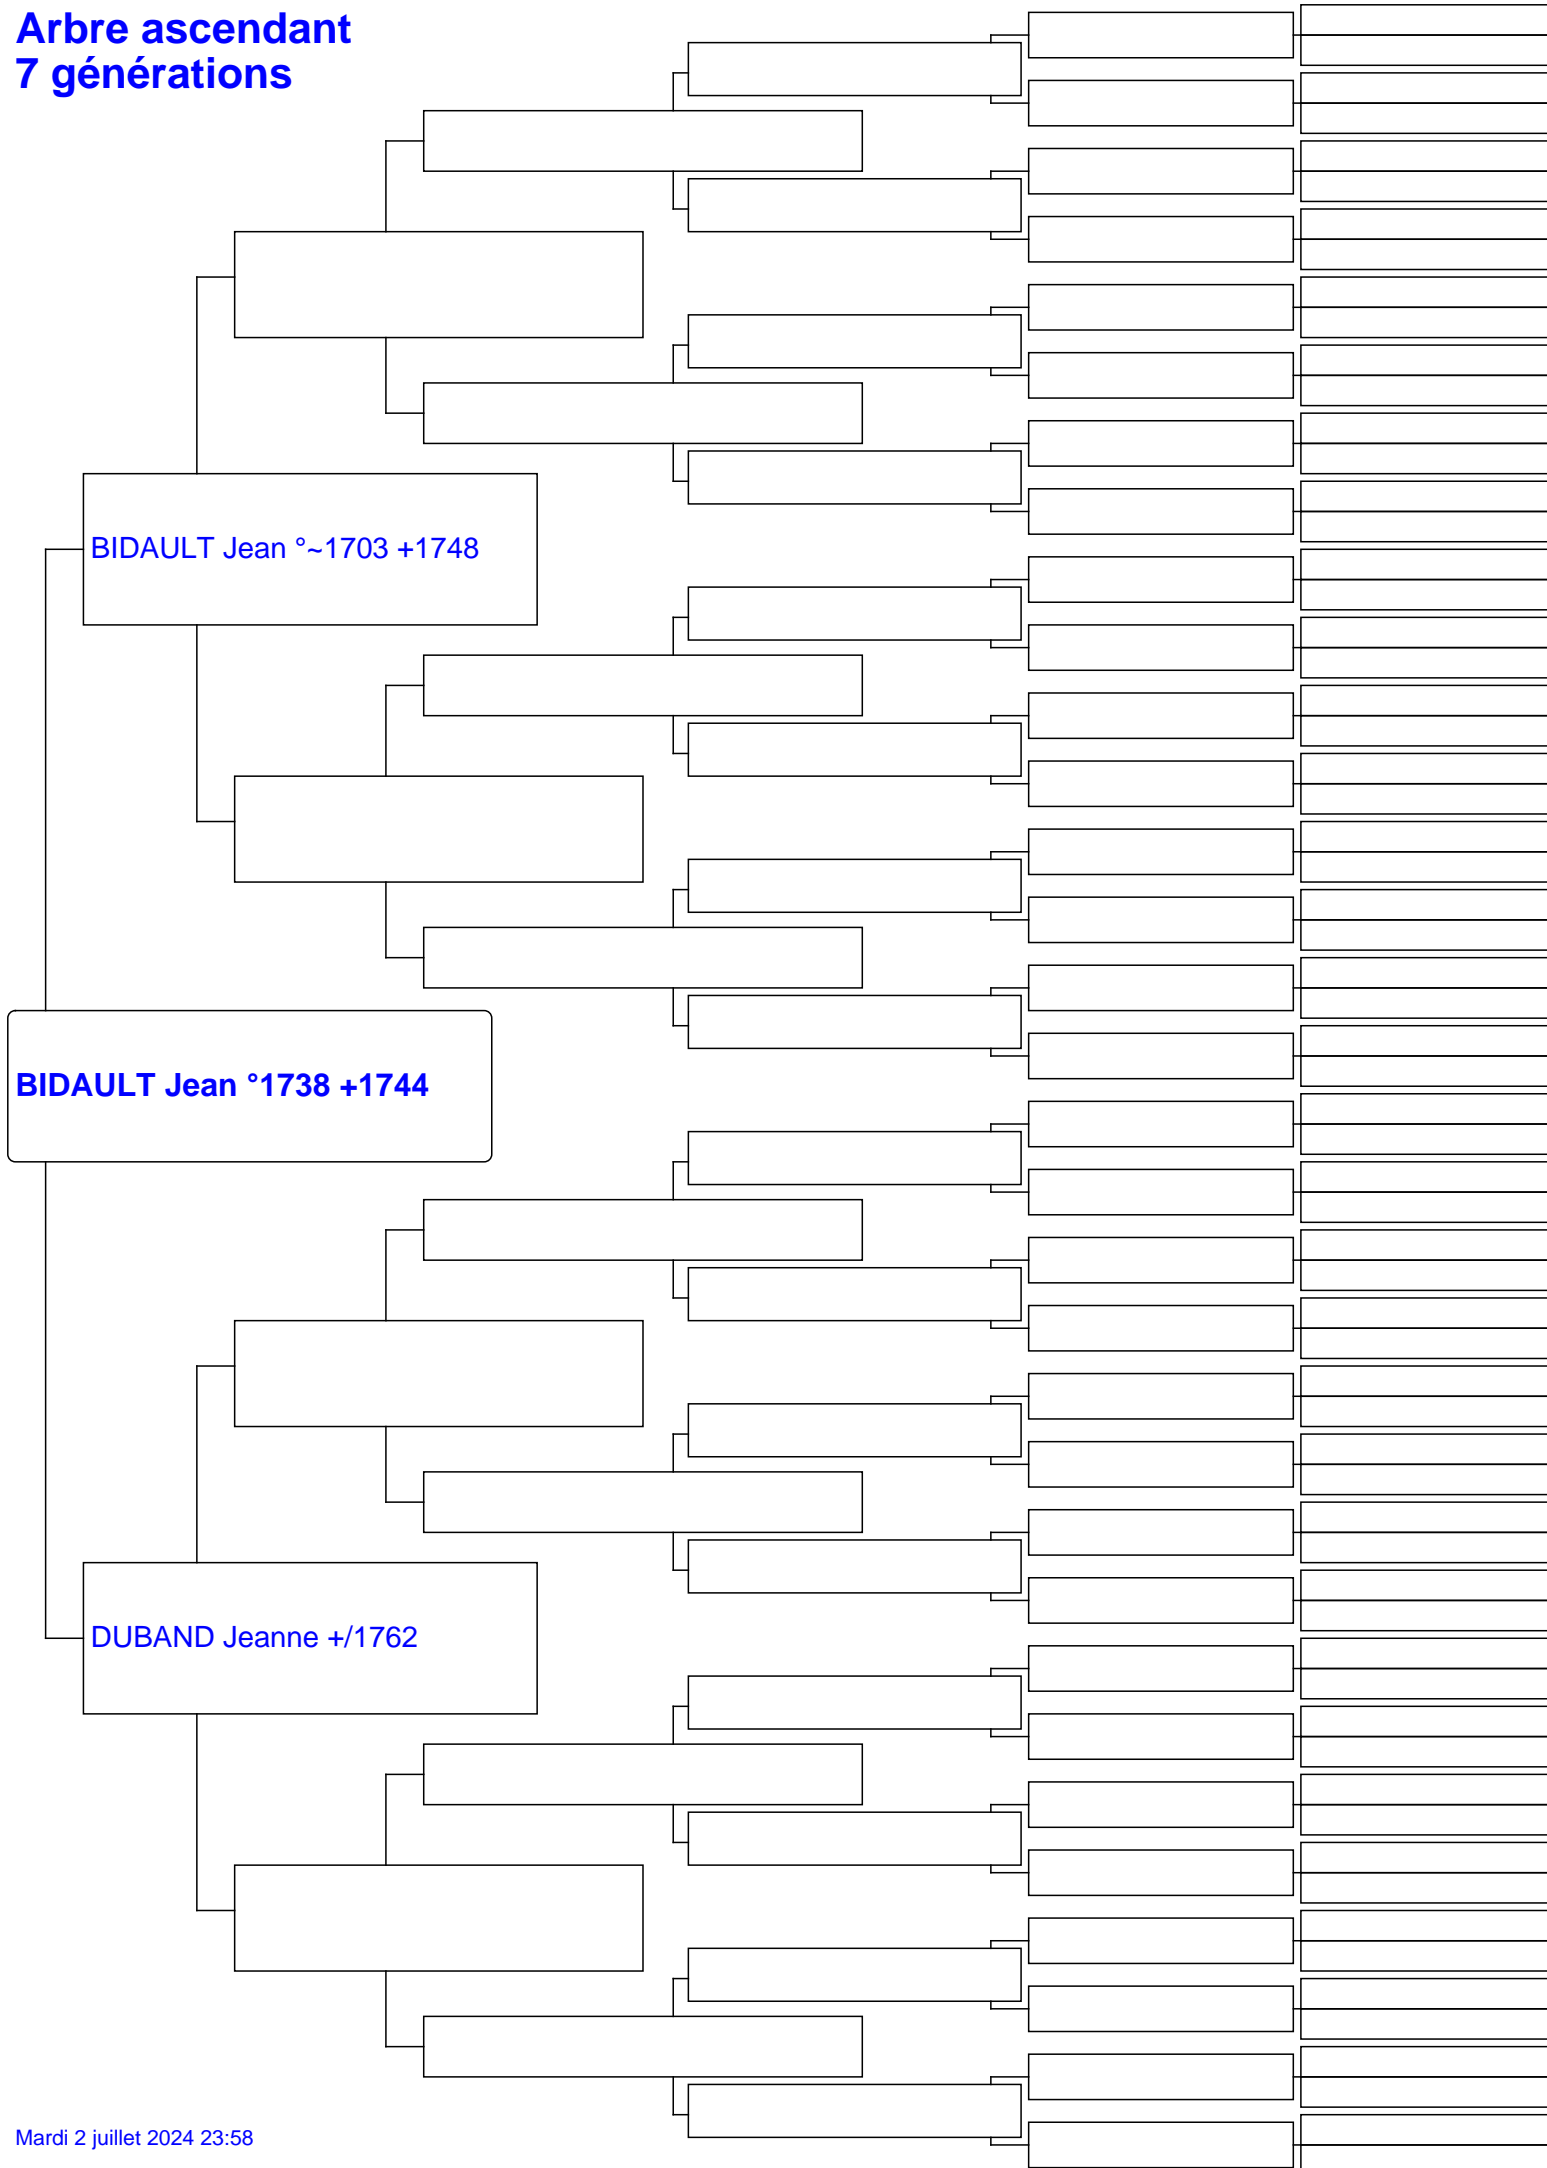 Arbre ascendant
7 générations
BIDAULT Jean °~1703 +1748
BIDAULT Jean °1738 +1744
DUBAND Jeanne +/1762
Mardi 2 juillet 2024 23:58